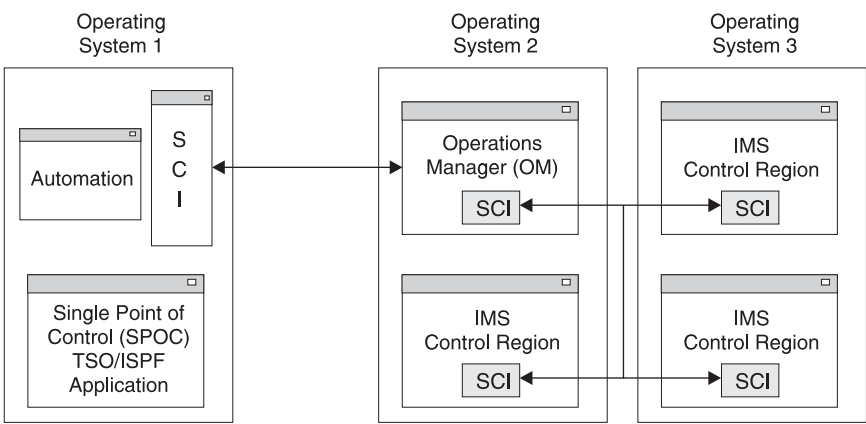 Operating
System 1
Operating
System 2
Operating
System 3
Automation
S
C
I
Single Point of
Control (SPOC)
TSO/ISPF
Application
Operations
Manager (OM)
SCI
IMS
Control Region
SCI
IMS
Control Region
SCI
IMS
Control Region
SCI